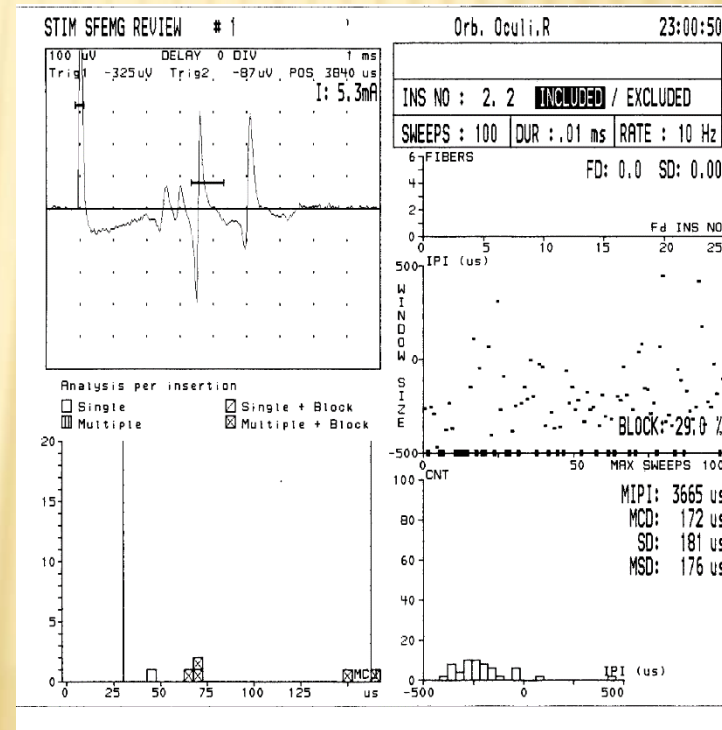 STIM SFEMG REVIEW # 1 Orb. Oculi.R 23:00:50
100 uV DELAY 0 DIV 1 ms
Trig1 -325uV Trig2 -87uV POS 3840 us
I: 5.3mA
INS NO : 2. 2 INCLUDED / EXCLUDED
SWEEPS : 100 DUR :.01 ms RATE : 10 Hz
6 FIBERS FD: 0.0 SD: 0.00
4
2
0 Fd INS NO
0 5 10 15 20 25
500 IPI (us)
WINDOW SIZE
0
BLOCK: 29.0 %
-500
0 50 MAX SWEEPS 100
Analysis per insertion
Single Single + Block
Multiple Multiple + Block
20
15
10
5
0 MCD
0 25 50 75 100 125 us
100 CNT
MIPI: 3665 us
MCD: 172 us
SD: 181 us
MSD: 176 us
80
60
40
20
0 IPI (us)
-500 0 500